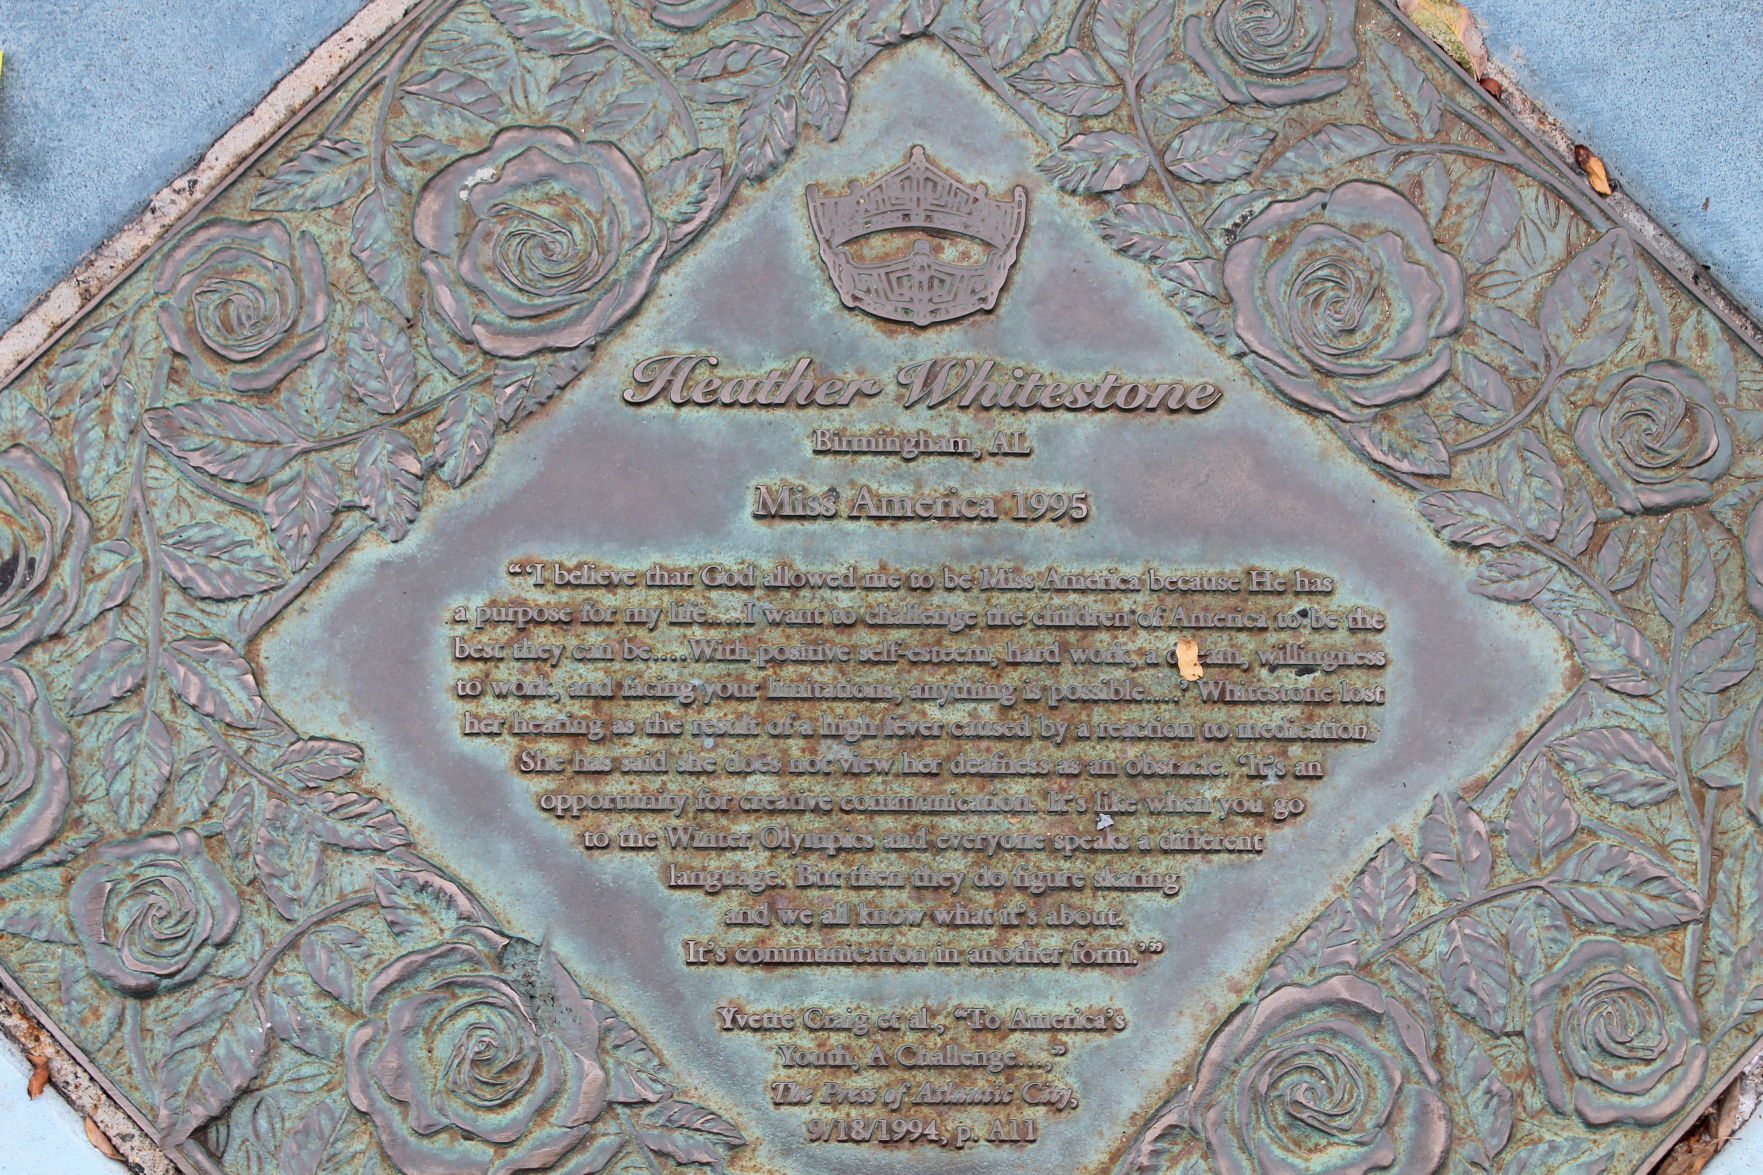 Heather Whitestone
Birmingham, AL
Miss America 1995
“‘I believe that God allowed me to be Miss America because He has
a purpose for my life....I want to challenge the children of America to be the
best they can be....With positive self-esteem, hard work, a willingness
to work, and facing your limitations, anything is possible....’ Whitestone lost
her hearing as the result of a high fever caused by a reaction to medication.
She has said she does not view her deafness as an obstacle. ‘It’s an
opportunity for creative communication. It’s like when you go
to the Winter Olympics and everyone speaks a different
language. But then they do figure skating
and we all know what it’s about.
It’s communication in another form.’”
Yvette Craig et al., “To America’s
Youth, A Challenge...,”
The Press of Atlantic City,
9/18/1994, p. A11